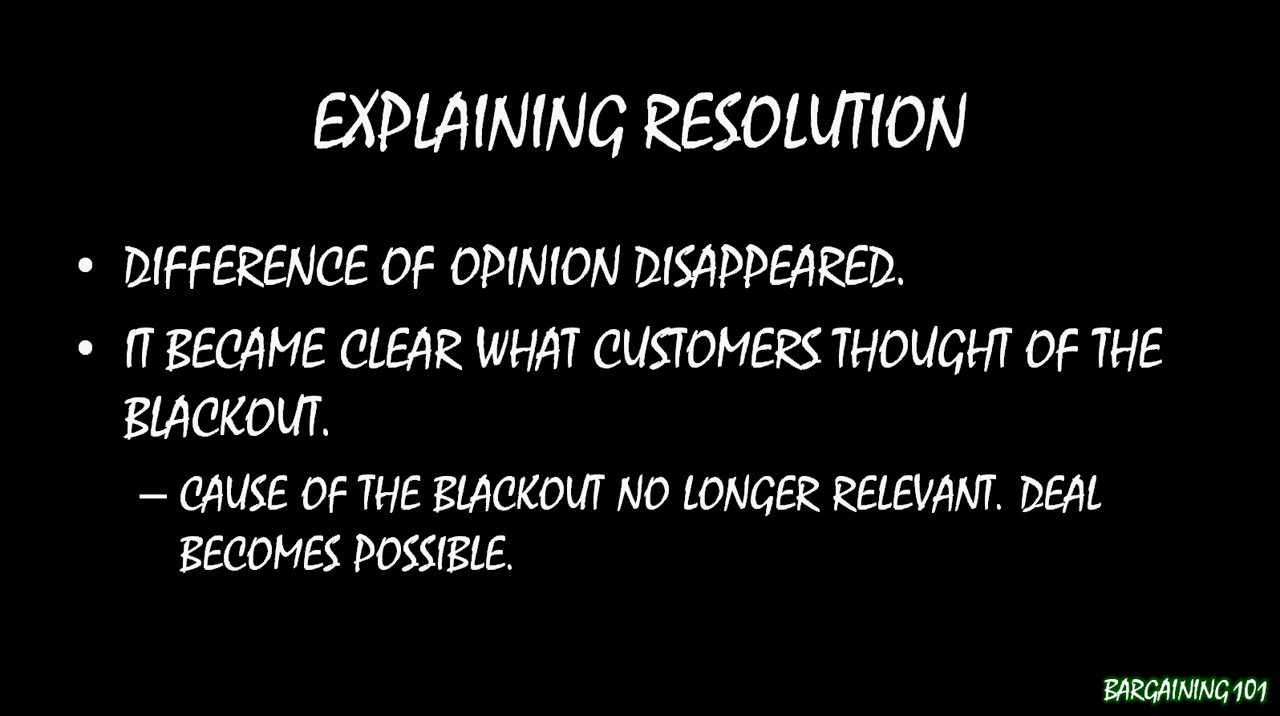 EXPLAINING RESOLUTION
• DIFFERENCE OF OPINION DISAPPEARED.
• IT BECAME CLEAR WHAT CUSTOMERS THOUGHT OF THE
BLACKOUT.
– CAUSE OF THE BLACKOUT NO LONGER RELEVANT. DEAL
BECOMES POSSIBLE.
BARGAINING 101